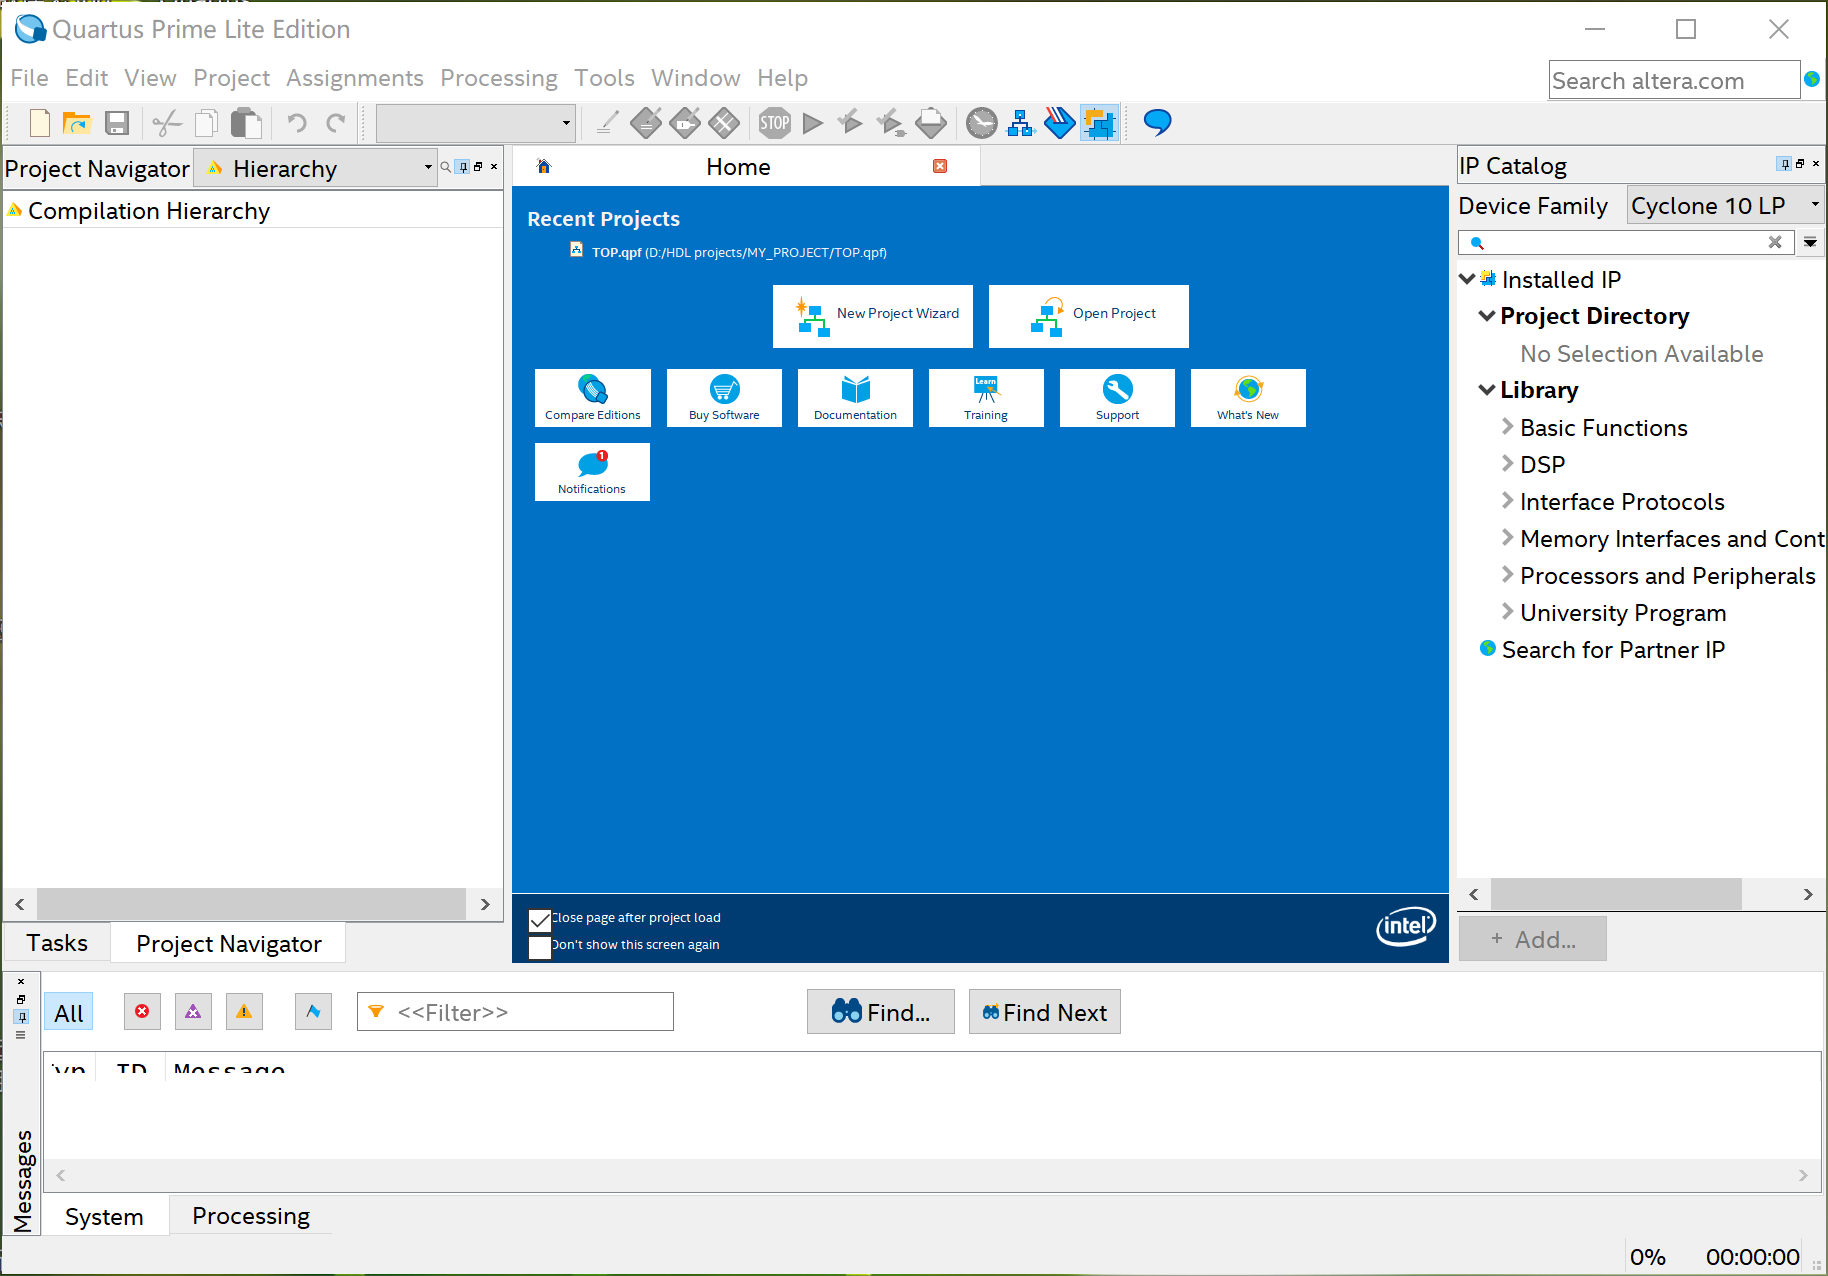 Quartus Prime Lite Edition
File Edit View Project Assignments Processing Tools Window Help
Search altera.com
STOP
Project Navigator Hierarchy
Compilation Hierarchy
Home
Recent Projects
TOP.qpf (D:/HDL projects/MY_PROJECT/TOP.qpf)
New Project Wizard
Open Project
Compare Editions
Buy Software
Documentation
Learn
Training
Support
What's New
1
Notifications
Close page after project load
Don't show this screen again
intel
IP Catalog
Device Family Cyclone 10 LP
Installed IP
Project Directory
No Selection Available
Library
Basic Functions
DSP
Interface Protocols
Memory Interfaces and Cont
Processors and Peripherals
University Program
Search for Partner IP
+ Add...
Tasks Project Navigator
All <<Filter>> Find... Find Next
ID Message
Messages
System Processing
0% 00:00:00